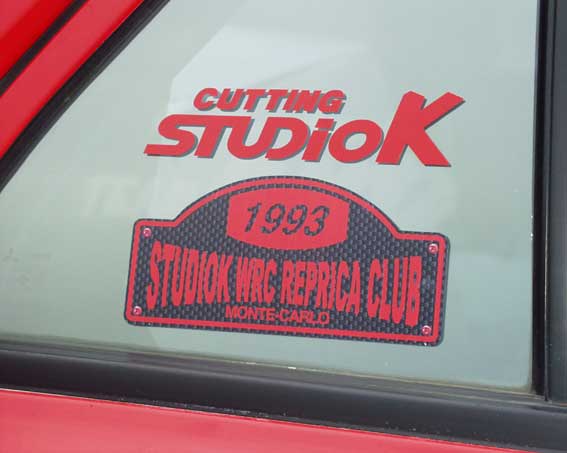 CUTTING
STUDioK
1993
STUDIOK WRC REPRICA CLUB
MONTE-CARLO